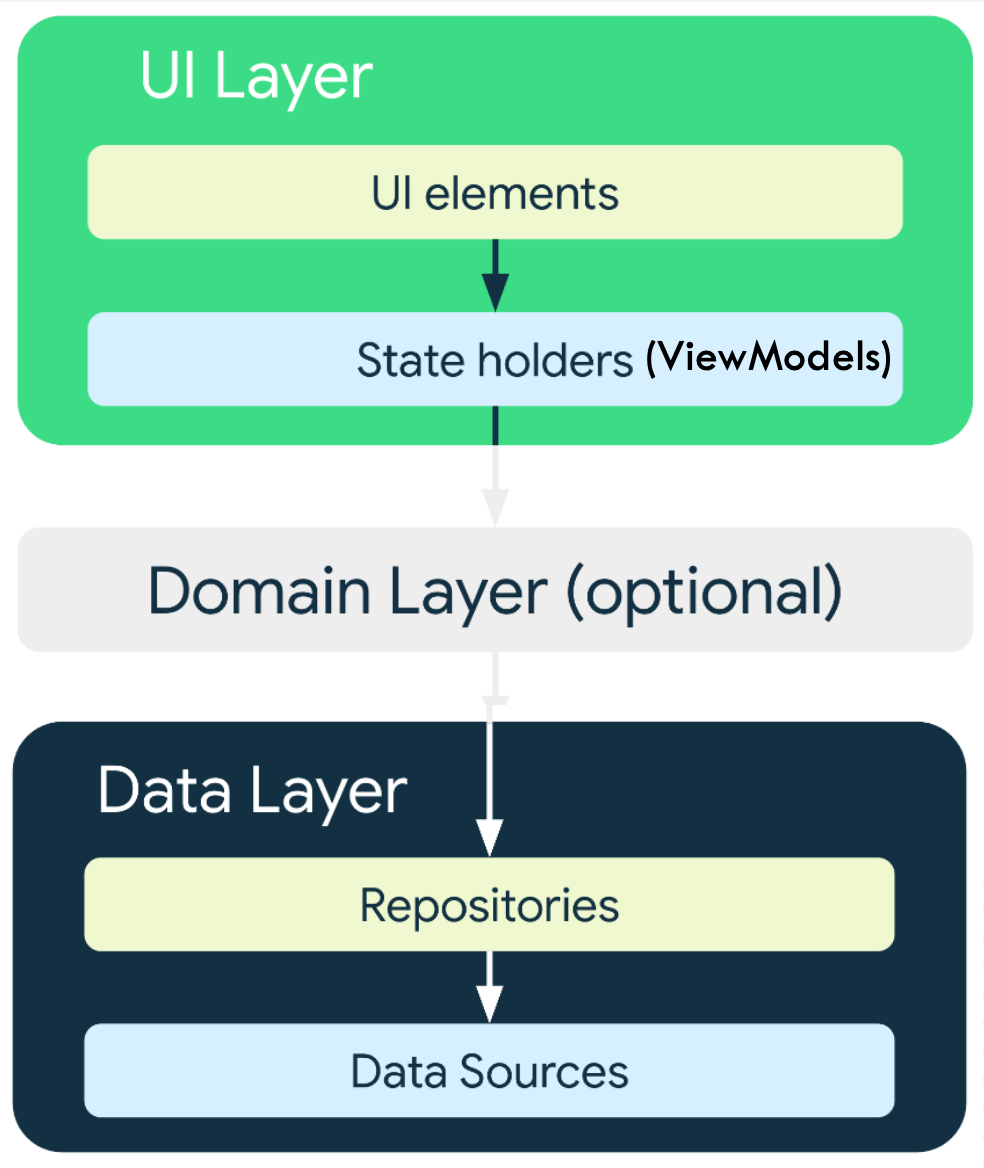 UI Layer
UI elements
State holders (ViewModels)
Domain Layer (optional)
Data Layer
Repositories
Data Sources